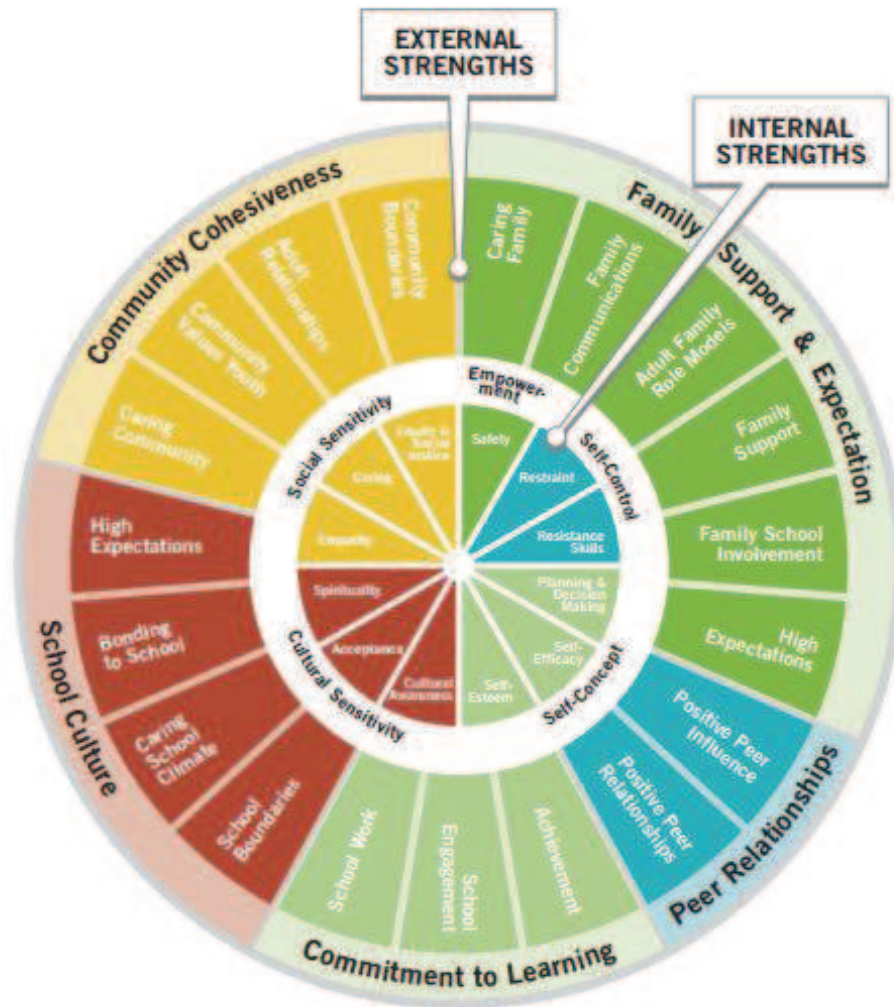 EXTERNAL
STRENGTHS
INTERNAL
STRENGTHS
Community Cohesiveness
Community
Boundaries
Adult
Relationships
Community
Values Youth
Caring
Community
Family Support & Expectation
Caring
Family
Family
Communications
Adult Family
Role Models
Family
Support
Family School
Involvement
High
Expectations
Peer Relationships
Positive Peer
Influence
Positive Peer
Relationships
Commitment to Learning
Achievement
School
Engagement
School Work
School Culture
School
Boundaries
Caring
School
Climate
Bonding
to School
High
Expectations
Empower-
ment
Safety
Self-Control
Restraint
Resistance
Skills
Self-Concept
Planning &
Decision
Making
Self-
Efficacy
Self-
Esteem
Cultural Sensitivity
Cultural
Awareness
Acceptance
Spirituality
Social Sensitivity
Empathy
Caring
Equity &
Social
Justice